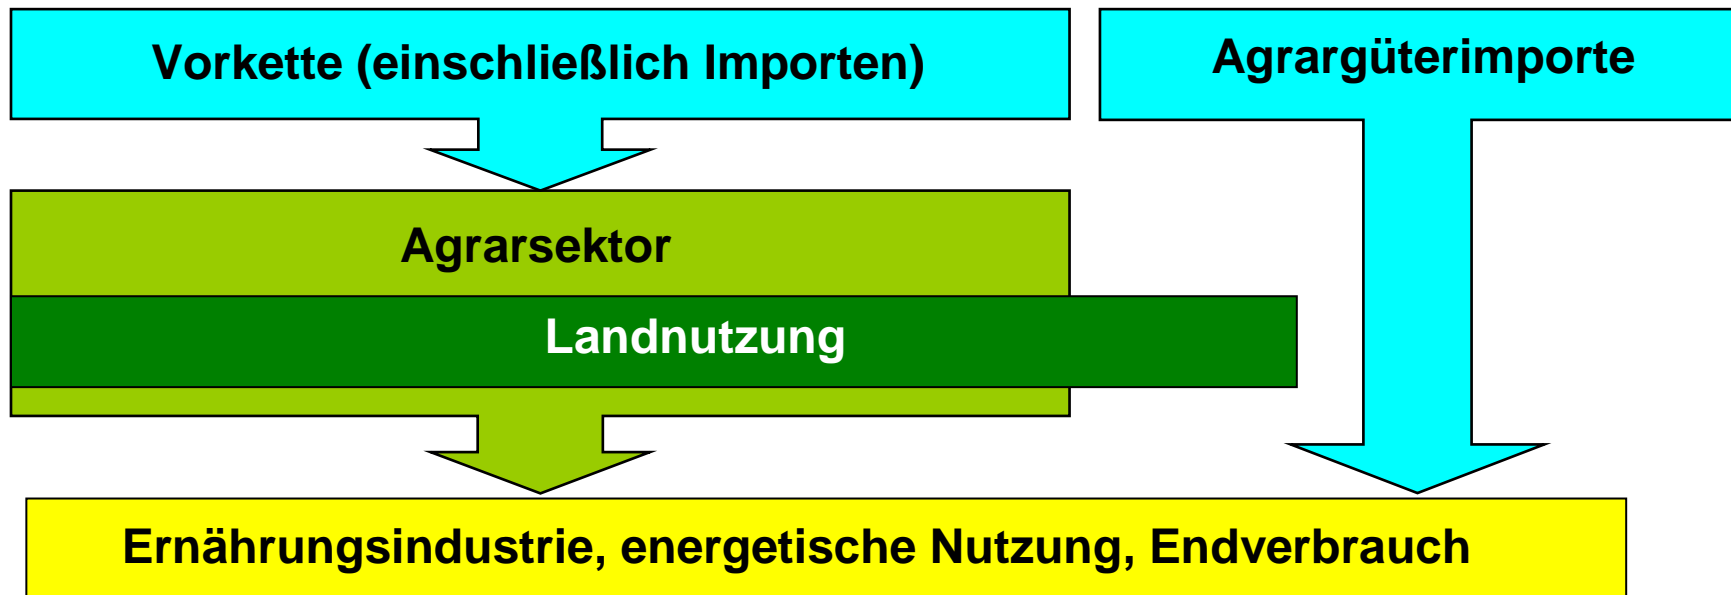 Vorkette (einschließlich Importen)
Agrargüterimporte
Agrarsektor
Landnutzung
Ernährungsindustrie, energetische Nutzung, Endverbrauch